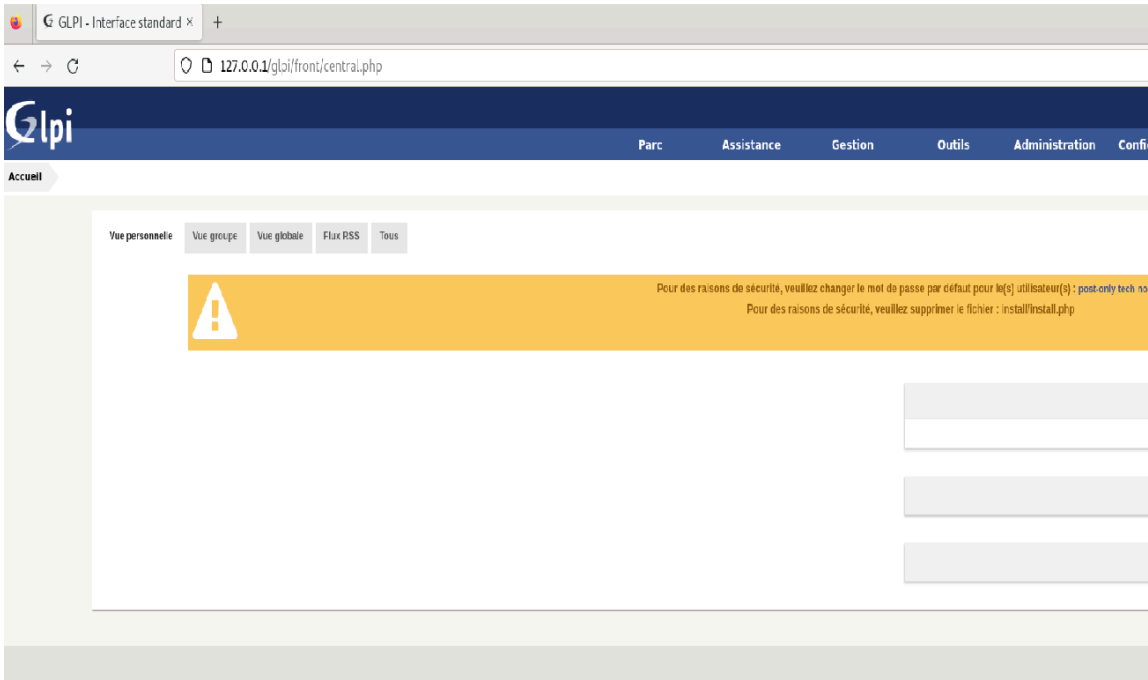 GLPI - Interface standard × +
127.0.0.1/glpi/front/central.php
Glpi
Parc Assistance Gestion Outils Administration Confi
Accueil
Vue personnelle Vue groupe Vue globale Flux RSS Tous
Pour des raisons de sécurité, veuillez changer le mot de passe par défaut pour le(s) utilisateur(s) : post-only tech no
Pour des raisons de sécurité, veuillez supprimer le fichier : install/install.php